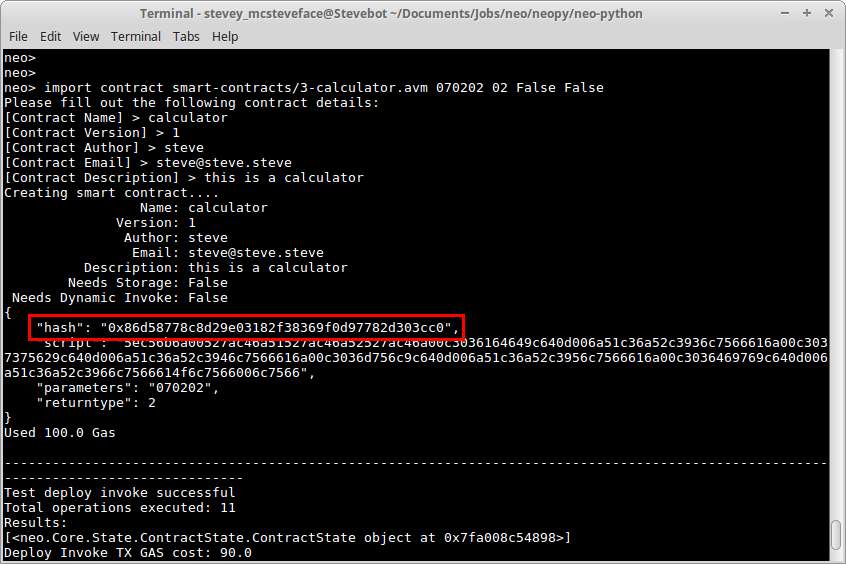 Terminal - stevey_mcsteveface@Stevebot ~/Documents/Jobs/neo/neopy/neo-python
File Edit View Terminal Tabs Help
neo>
neo>
neo> import contract smart-contracts/3-calculator.avm 070202 02 False False
Please fill out the following contract details:
[Contract Name] > calculator
[Contract Version] > 1
[Contract Author] > steve
[Contract Email] > steve@steve.steve
[Contract Description] > this is a calculator
Creating smart contract....
Name: calculator
Version: 1
Author: steve
Email: steve@steve.steve
Description: this is a calculator
Needs Storage: False
Needs Dynamic Invoke: False
{
"hash": "0x86d58778c8d29e03182f38369f0d97782d303cc0",
"script": "5ec56b6a00527ac46a51527ac46a52527ac46a00c3036164649c640d006a51c36a52c3936c7566616a00c303
7375629c640d006a51c36a52c3946c7566616a00c3036d756c9c640d006a51c36a52c3956c7566616a00c3036469769c640d006
a51c36a52c3966c7566614f6c7566006c7566",
"parameters": "070202",
"returntype": 2
}
Used 100.0 Gas
-------------------------------------------------------------------------------------------------------
------------------------------
Test deploy invoke successful
Total operations executed: 11
Results:
[<neo.Core.State.ContractState.ContractState object at 0x7fa008c54898>]
Deploy Invoke TX GAS cost: 90.0